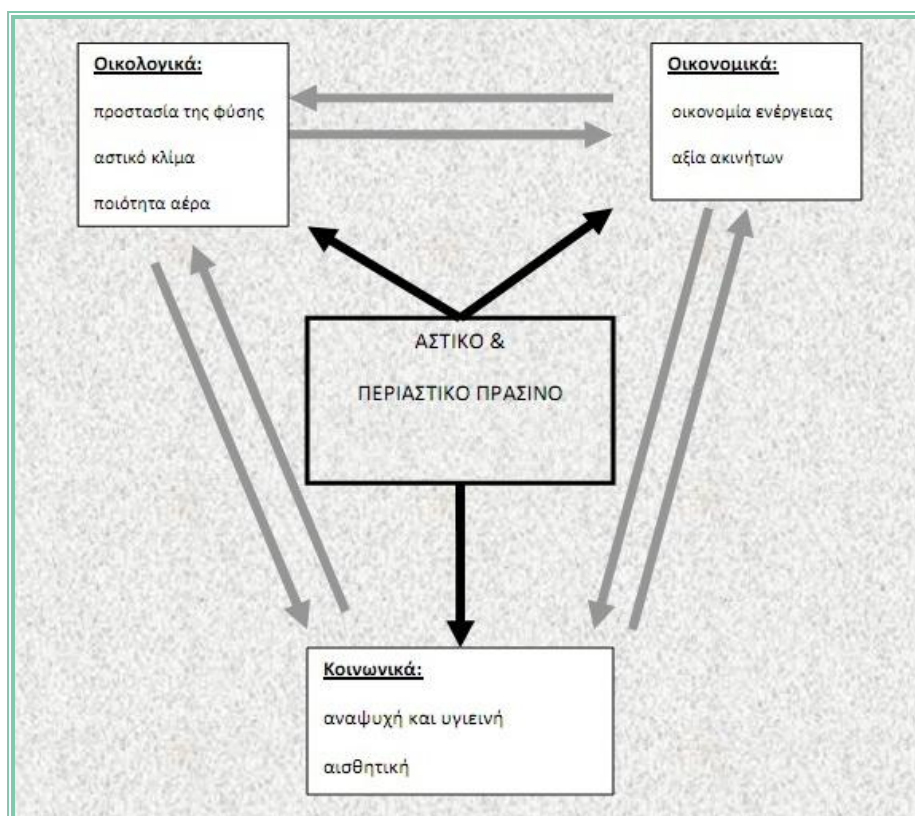 Οικολογικά:
προστασία της φύσης
αστικό κλίμα
ποιότητα αέρα
Οικονομικά:
οικονομία ενέργειας
αξία ακινήτων
ΑΣΤΙΚΟ &
ΠΕΡΙΑΣΤΙΚΟ ΠΡΑΣΙΝΟ
Κοινωνικά:
αναψυχή και υγιεινή
αισθητική